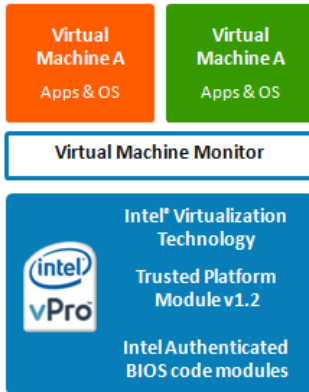 Virtual
Machine A
Apps & OS
Virtual
Machine A
Apps & OS
Virtual Machine Monitor
Intel® Virtualization
Technology
Trusted Platform
Module v1.2
Intel Authenticated
BIOS code modules
intel
vPro™